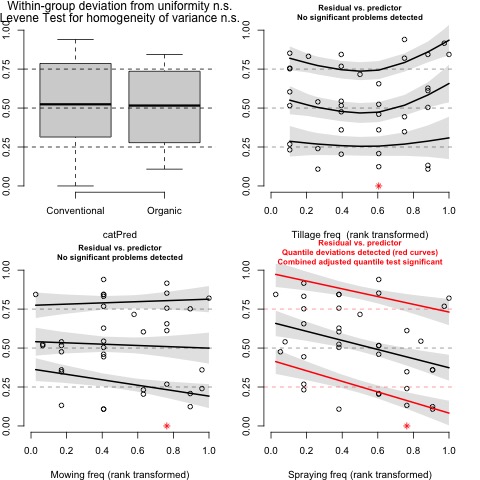 Within-group deviation from uniformity n.s.
Levene Test for homogeneity of variance n.s.
0.00 0.25 0.50 0.75 1.00
Conventional Organic
catPred
Residual vs. predictor
No significant problems detected
0.00 0.25 0.50 0.75 1.00
0.0 0.2 0.4 0.6 0.8 1.0
Tillage freq (rank transformed)
Residual vs. predictor
No significant problems detected
0.00 0.25 0.50 0.75 1.00
0.0 0.2 0.4 0.6 0.8 1.0
Mowing freq (rank transformed)
Residual vs. predictor
Quantile deviations detected (red curves)
Combined adjusted quantile test significant
0.00 0.25 0.50 0.75 1.00
0.0 0.2 0.4 0.6 0.8 1.0
Spraying freq (rank transformed)